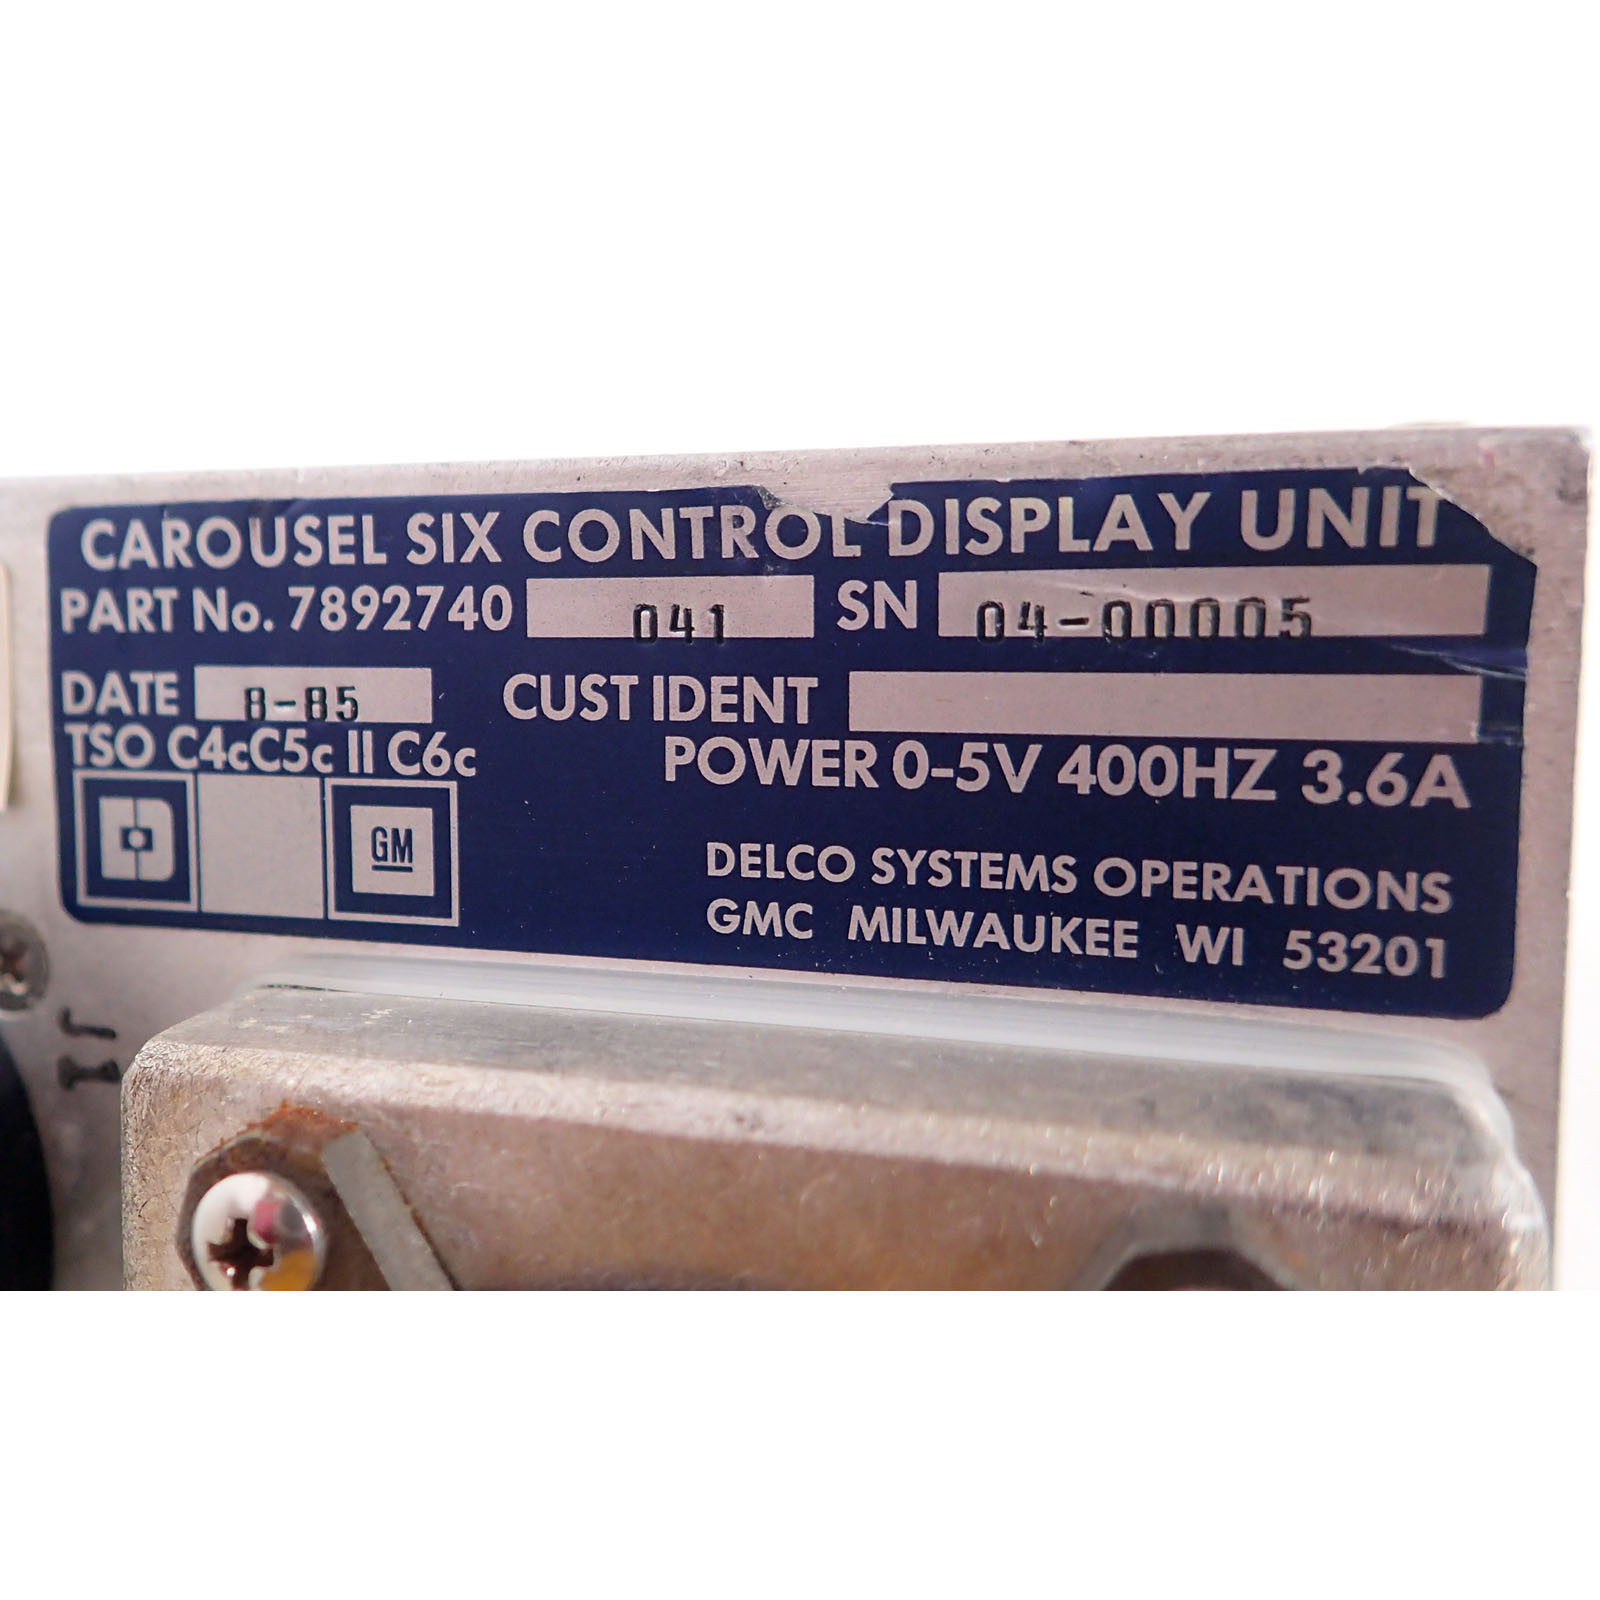 CAROUSEL SIX CONTROL DISPLAY UNIT
PART No. 7892740 041 SN 04-00005
DATE 8-85 CUST IDENT
TSO C4cC5c II C6c POWER 0-5V 400HZ 3.6A
D GM
DELCO SYSTEMS OPERATIONS
GMC MILWAUKEE WI 53201
J1